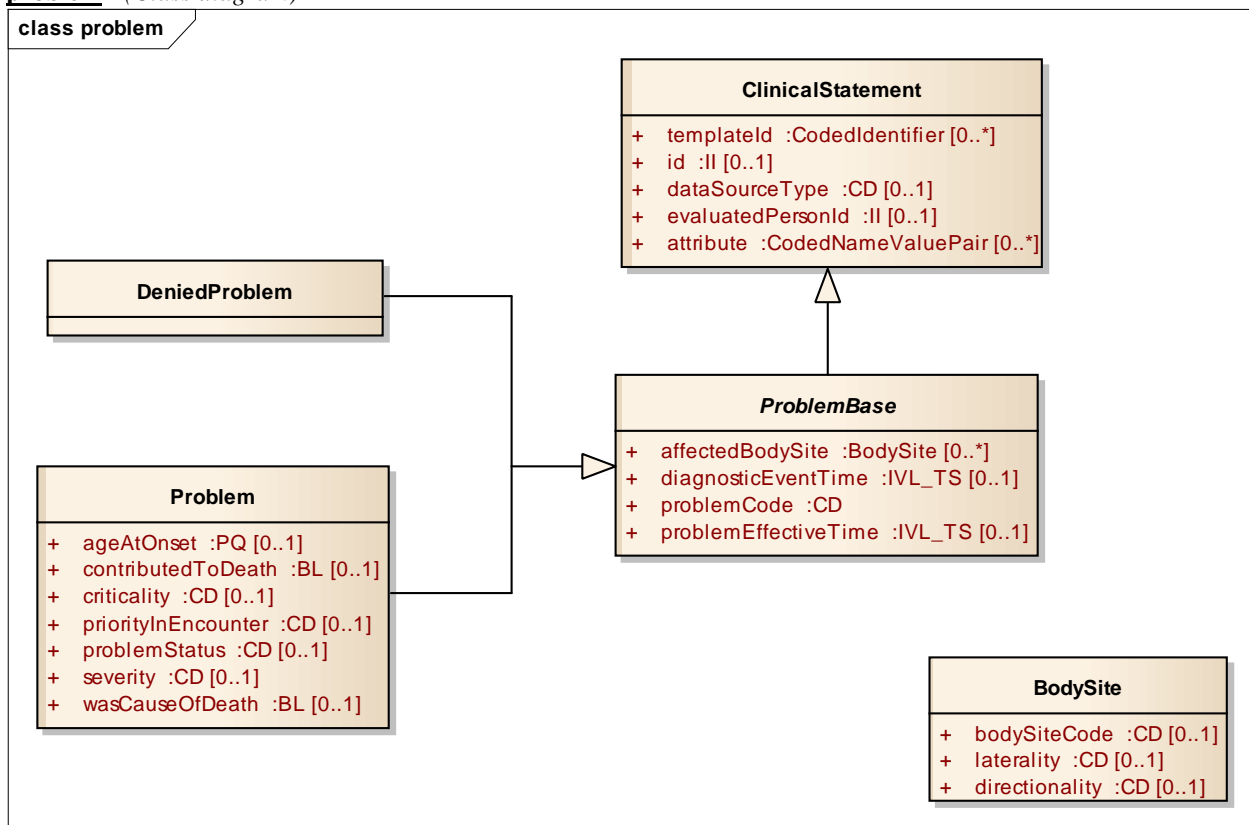 class problem
ClinicalStatement
+ templateId :CodedIdentifier [0..*]
+ id :II [0..1]
+ dataSourceType :CD [0..1]
+ evaluatedPersonId :II [0..1]
+ attribute :CodedNameValuePair [0..*]
DeniedProblem
ProblemBase
+ affectedBodySite :BodySite [0..*]
+ diagnosticEventTime :IVL_TS [0..1]
+ problemCode :CD
+ problemEffectiveTime :IVL_TS [0..1]
Problem
+ ageAtOnset :PQ [0..1]
+ contributedToDeath :BL [0..1]
+ criticality :CD [0..1]
+ priorityInEncounter :CD [0..1]
+ problemStatus :CD [0..1]
+ severity :CD [0..1]
+ wasCauseOfDeath :BL [0..1]
BodySite
+ bodySiteCode :CD [0..1]
+ laterality :CD [0..1]
+ directionality :CD [0..1]